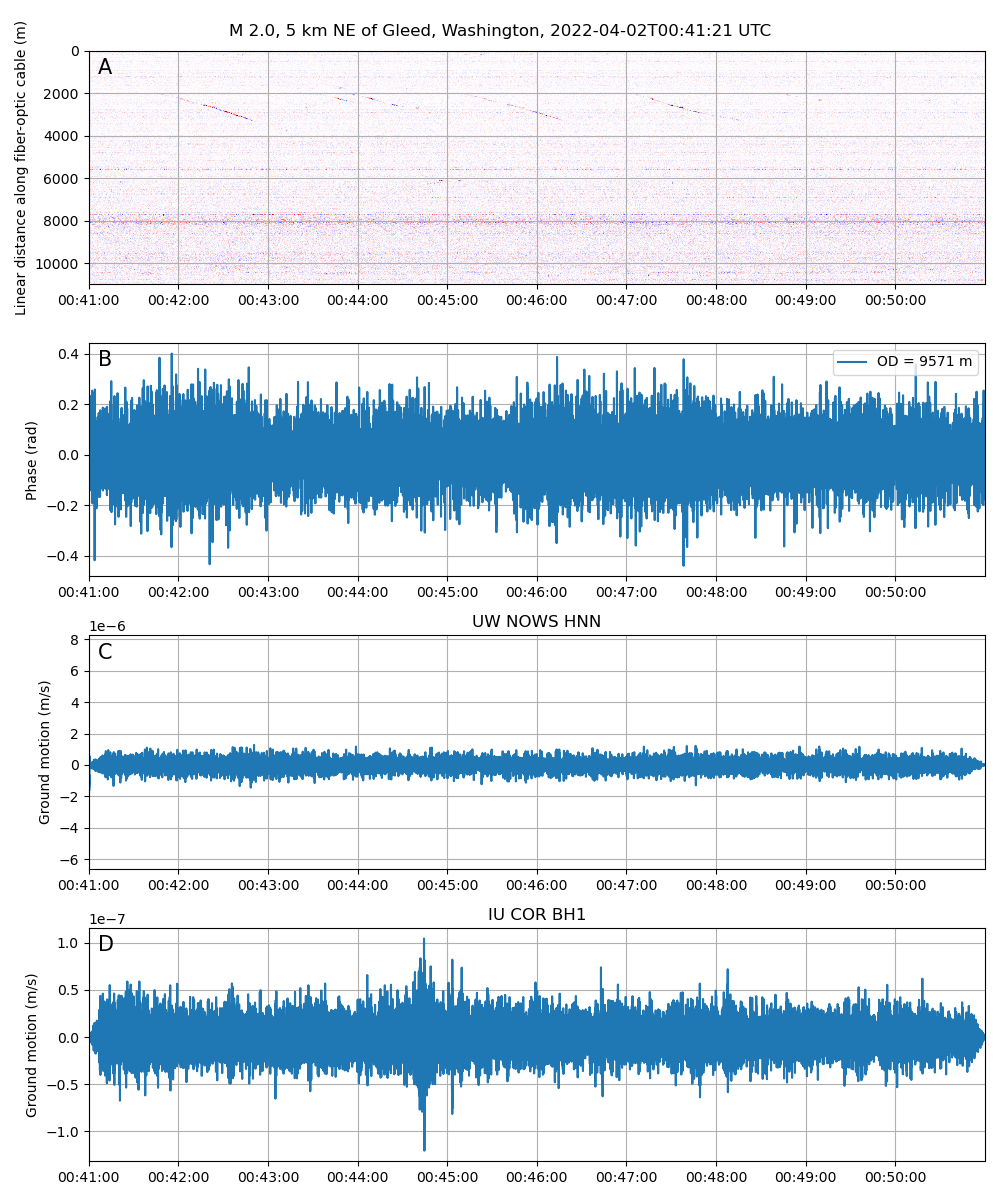 M 2.0, 5 km NE of Gleed, Washington, 2022-04-02T00:41:21 UTC
A
Linear distance along fiber-optic cable (m)
0
2000
4000
6000
8000
10000
00:41:00 00:42:00 00:43:00 00:44:00 00:45:00 00:46:00 00:47:00 00:48:00 00:49:00 00:50:00
B
OD = 9571 m
Phase (rad)
0.4
0.2
0.0
−0.2
−0.4
00:41:00 00:42:00 00:43:00 00:44:00 00:45:00 00:46:00 00:47:00 00:48:00 00:49:00 00:50:00
UW NOWS HNN
1e−6
C
Ground motion (m/s)
8
6
4
2
0
−2
−4
−6
00:41:00 00:42:00 00:43:00 00:44:00 00:45:00 00:46:00 00:47:00 00:48:00 00:49:00 00:50:00
IU COR BH1
1e−7
D
Ground motion (m/s)
1.0
0.5
0.0
−0.5
−1.0
00:41:00 00:42:00 00:43:00 00:44:00 00:45:00 00:46:00 00:47:00 00:48:00 00:49:00 00:50:00